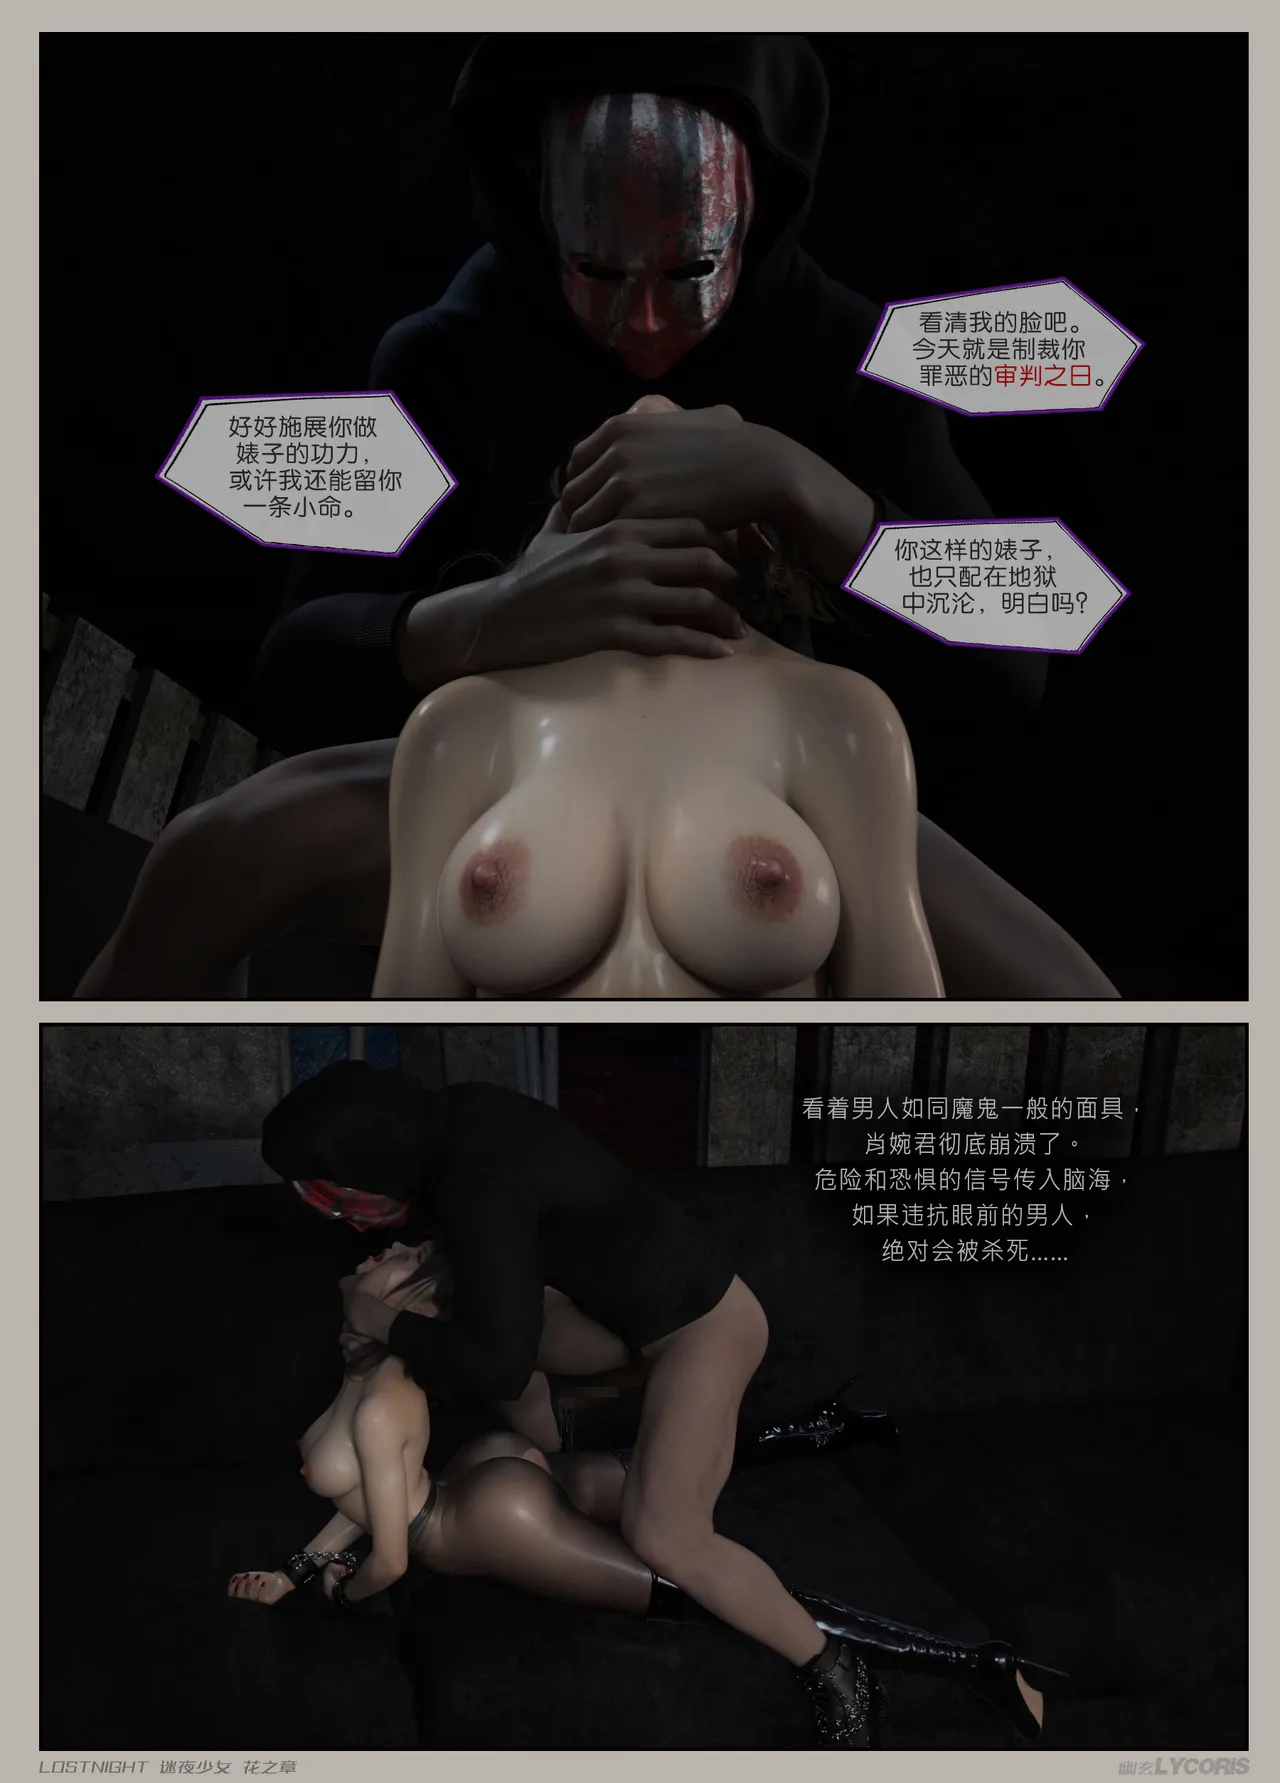 看清我的脸吧。
今天就是制裁你
罪恶的审判之日。
好好施展你做
婊子的功力，
或许我还能留你
一条小命。
你这样的婊子，
也只配在地狱
中沉沦，明白吗？
看着男人如同魔鬼一般的面具，
肖婉君彻底崩溃了。
危险和恐惧的信号传入脑海，
如果违抗眼前的男人，
绝对会被杀死……
LOSTNIGHT 迷夜少女 花之章
幽玄LYCORIS